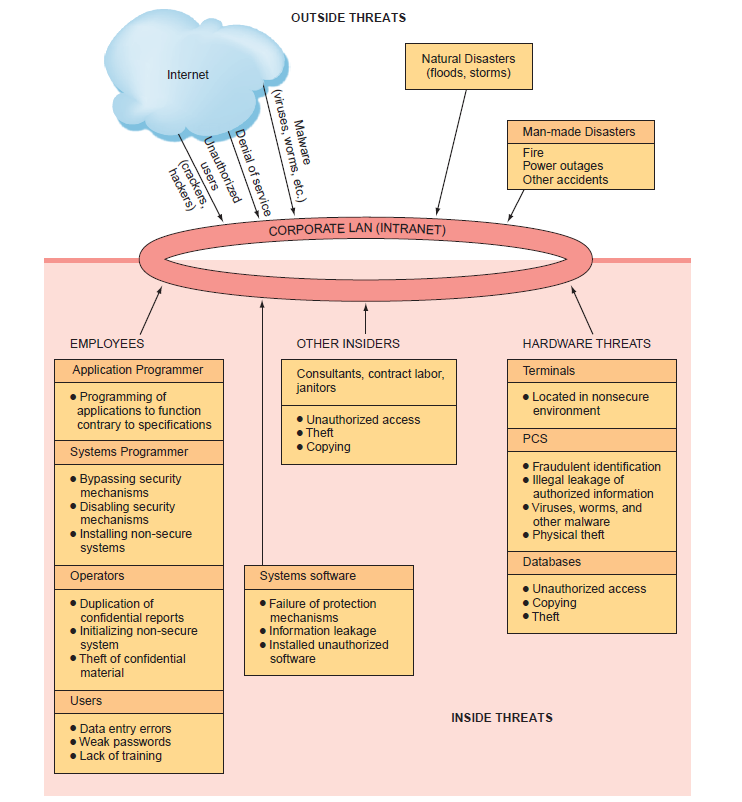 OUTSIDE THREATS
Internet
Unauthorized
users
(crackers,
hackers)
Denial of service
Malware
(viruses, worms, etc.)
Natural Disasters
(floods, storms)
Man-made Disasters
Fire
Power outages
Other accidents
CORPORATE LAN (INTRANET)
EMPLOYEES
Application Programmer
● Programming of
applications to function
contrary to specifications
Systems Programmer
● Bypassing security
mechanisms
● Disabling security
mechanisms
● Installing non-secure
systems
Operators
● Duplication of
confidential reports
● Initializing non-secure
system
● Theft of confidential
material
Users
● Data entry errors
● Weak passwords
● Lack of training
OTHER INSIDERS
Consultants, contract labor,
janitors
● Unauthorized access
● Theft
● Copying
Systems software
● Failure of protection
mechanisms
● Information leakage
● Installed unauthorized
software
HARDWARE THREATS
Terminals
● Located in nonsecure
environment
PCS
● Fraudulent identification
● Illegal leakage of
authorized information
● Viruses, worms, and
other malware
● Physical theft
Databases
● Unauthorized access
● Copying
● Theft
INSIDE THREATS